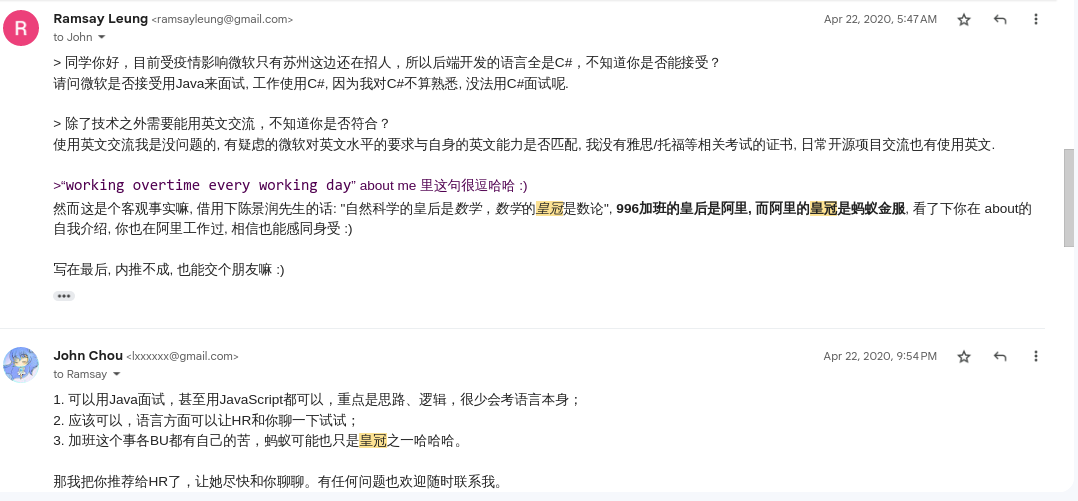 R
Ramsay Leung <ramsayleung@gmail.com>
Apr 22, 2020, 5:47 AM
to John
> 同学你好，目前受疫情影响微软只有苏州这边还在招人，所以后端开发的语言全是C#，不知道你是否能接受？
请问微软是否接受用Java来面试, 工作使用C#, 因为我对C#不算熟悉, 没法用C#面试呢.
> 除了技术之外需要能用英文交流，不知道你是否符合？
使用英文交流我是没问题的, 有疑虑的微软对英文水平的要求与自身的英文能力是否匹配, 我没有雅思/托福等相关考试的证书, 日常开源项目交流也有使用英文.
>“working overtime every working day” about me 里这句很逗哈哈 :)
然而这是个客观事实嘛, 借用下陈景润先生的话: "自然科学的皇后是数学，数学的皇冠是数论", 996加班的皇后是阿里, 而阿里的皇冠是蚂蚁金服, 看了下你在 about的
自我介绍, 你也在阿里工作过, 相信也能感同身受 :)
写在最后, 内推不成, 也能交个朋友嘛 :)
John Chou <lxxxxxx@gmail.com>
Apr 22, 2020, 9:54 PM
to Ramsay
1. 可以用Java面试，甚至用JavaScript都可以，重点是思路、逻辑，很少会考语言本身；
2. 应该可以，语言方面可以让HR和你聊一下试试；
3. 加班这个事各BU都有自己的苦，蚂蚁可能也只是皇冠之一哈哈哈。
那我把你推荐给HR了，让她尽快和你聊聊。有任何问题也欢迎随时联系我。